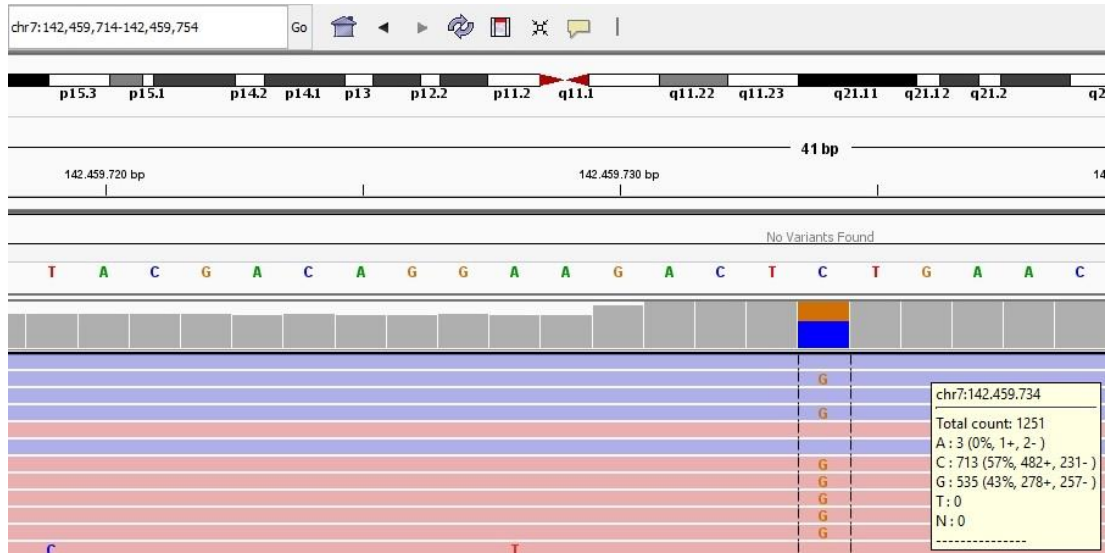 chr7:142,459,714-142,459,754 Go
p15.3 p15.1 p14.2 p14.1 p13 p12.2 p11.2 q11.1 q11.22 q11.23 q21.11 q21.12 q21.2 q2
41 bp
142.459.720 bp 142.459.730 bp 14
No Variants Found
T A C G A C A G G A A G A C T C T G A A C
G
G
G
G
G
G
G
C T
chr7:142.459.734
Total count: 1251
A : 3 (0%, 1+, 2- )
C : 713 (57%, 482+, 231- )
G : 535 (43%, 278+, 257- )
T : 0
N : 0
---------------